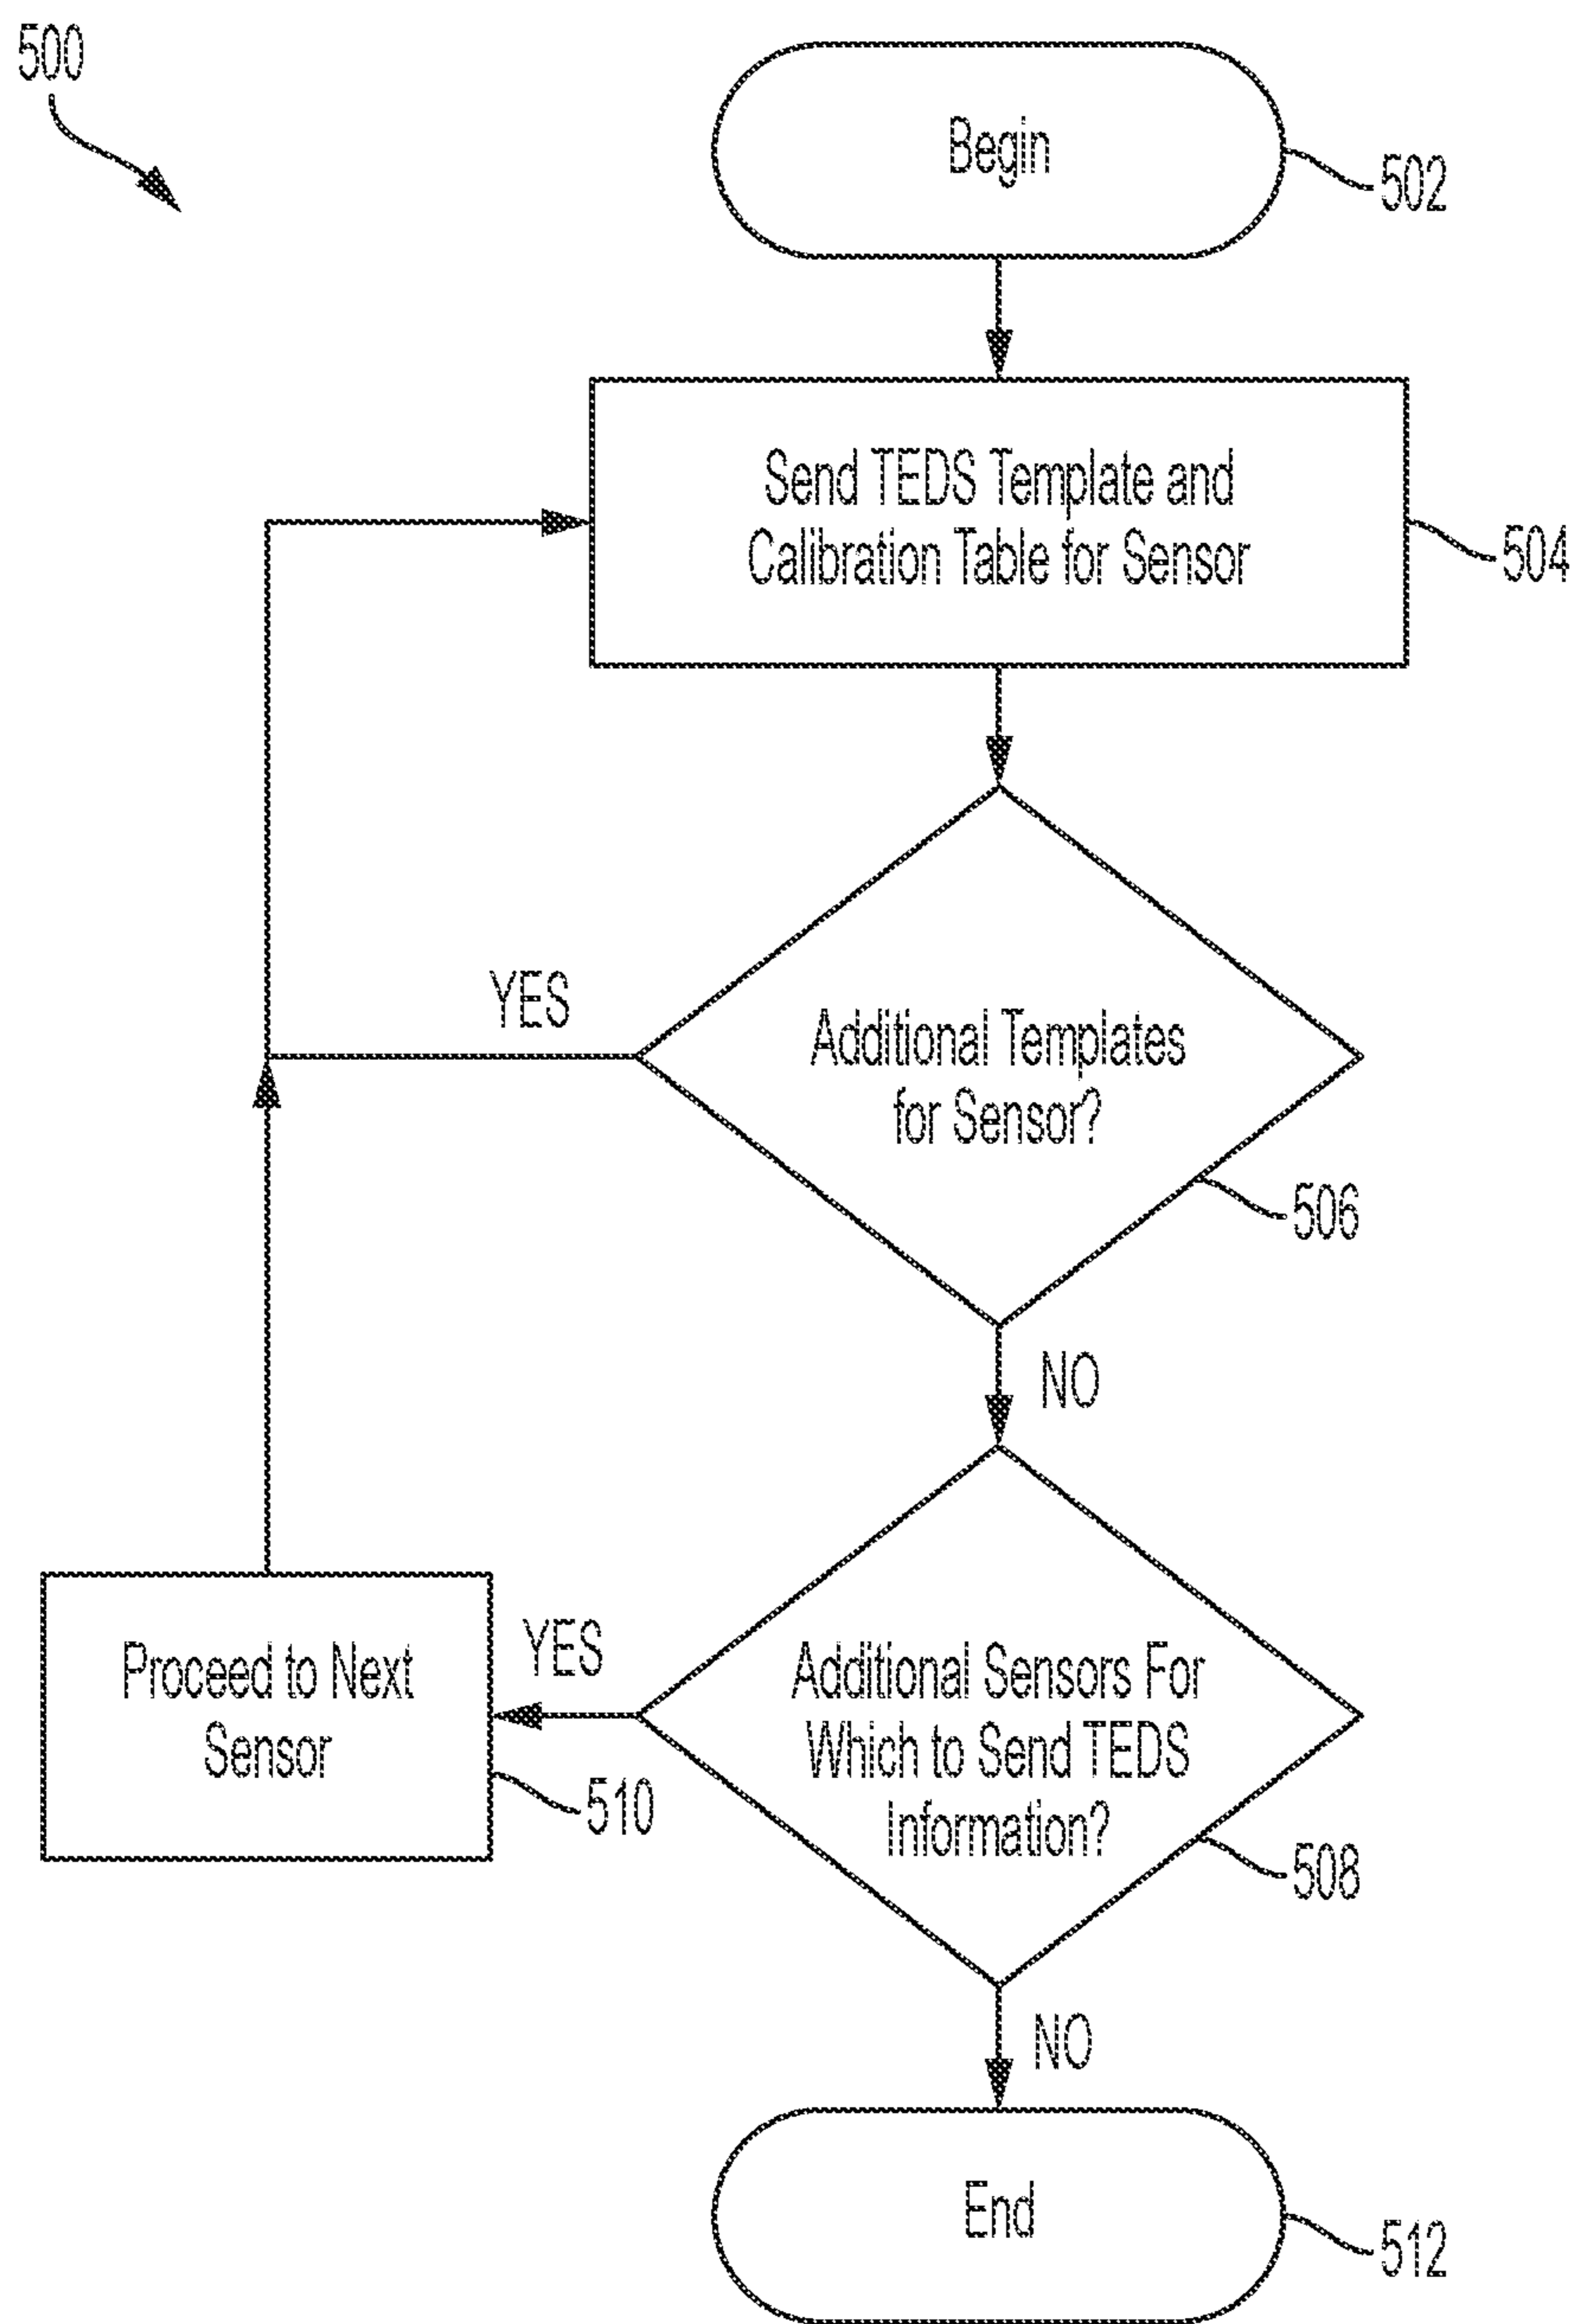 500
Begin
502
Send TEDS Template and
Calibration Table for Sensor
504
YES
Additional Templates
for Sensor?
506
NO
Proceed to Next
Sensor
510
YES
Additional Sensors For
Which to Send TEDS
Information?
508
NO
End
512